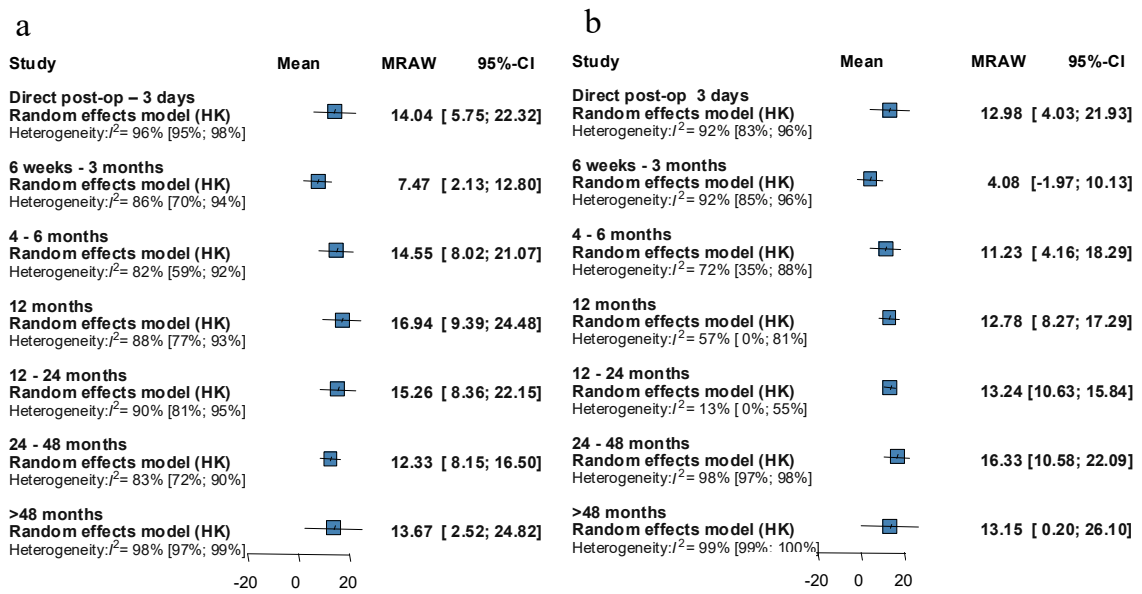 a
Study Mean MRAW 95%-CI
Direct post-op – 3 days
Random effects model (HK) 14.04 [ 5.75; 22.32]
Heterogeneity:I²= 96% [95%; 98%]
6 weeks - 3 months
Random effects model (HK) 7.47 [ 2.13; 12.80]
Heterogeneity:I²= 86% [70%; 94%]
4 - 6 months
Random effects model (HK) 14.55 [ 8.02; 21.07]
Heterogeneity:I²= 82% [59%; 92%]
12 months
Random effects model (HK) 16.94 [ 9.39; 24.48]
Heterogeneity:I²= 88% [77%; 93%]
12 - 24 months
Random effects model (HK) 15.26 [ 8.36; 22.15]
Heterogeneity:I²= 90% [81%; 95%]
24 - 48 months
Random effects model (HK) 12.33 [ 8.15; 16.50]
Heterogeneity:I²= 83% [72%; 90%]
>48 months
Random effects model (HK) 13.67 [ 2.52; 24.82]
Heterogeneity:I²= 98% [97%; 99%]
-20 0 20
b
Study Mean MRAW 95%-CI
Direct post-op 3 days
Random effects model (HK) 12.98 [ 4.03; 21.93]
Heterogeneity:I²= 92% [83%; 96%]
6 weeks - 3 months
Random effects model (HK) 4.08 [-1.97; 10.13]
Heterogeneity:I²= 92% [85%; 96%]
4 - 6 months
Random effects model (HK) 11.23 [ 4.16; 18.29]
Heterogeneity:I²= 72% [35%; 88%]
12 months
Random effects model (HK) 12.78 [ 8.27; 17.29]
Heterogeneity:I²= 57% [ 0%; 81%]
12 - 24 months
Random effects model (HK) 13.24 [10.63; 15.84]
Heterogeneity:I²= 13% [ 0%; 55%]
24 - 48 months
Random effects model (HK) 16.33 [10.58; 22.09]
Heterogeneity:I²= 98% [97%; 98%]
>48 months
Random effects model (HK) 13.15 [ 0.20; 26.10]
Heterogeneity:I²= 99% [99%; 100%]
-20 0 20